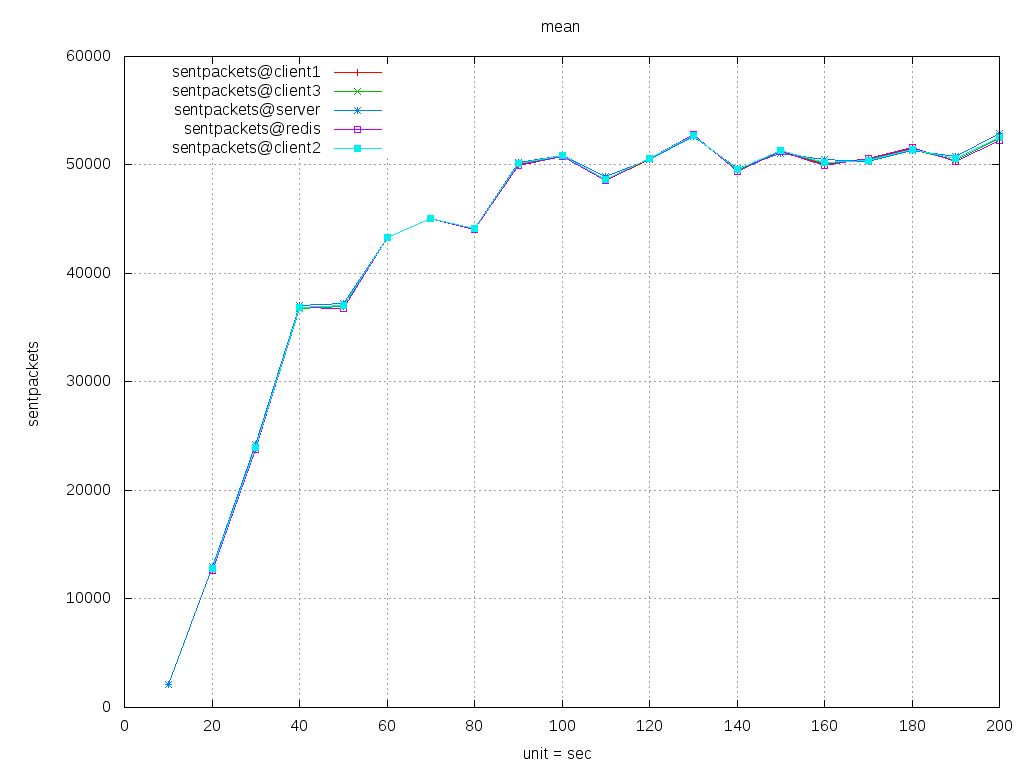 mean
60000
50000
40000
30000
20000
10000
0
sentpackets
sentpackets@client1
sentpackets@client3
sentpackets@server
sentpackets@redis
sentpackets@client2
0 20 40 60 80 100 120 140 160 180 200
unit = sec